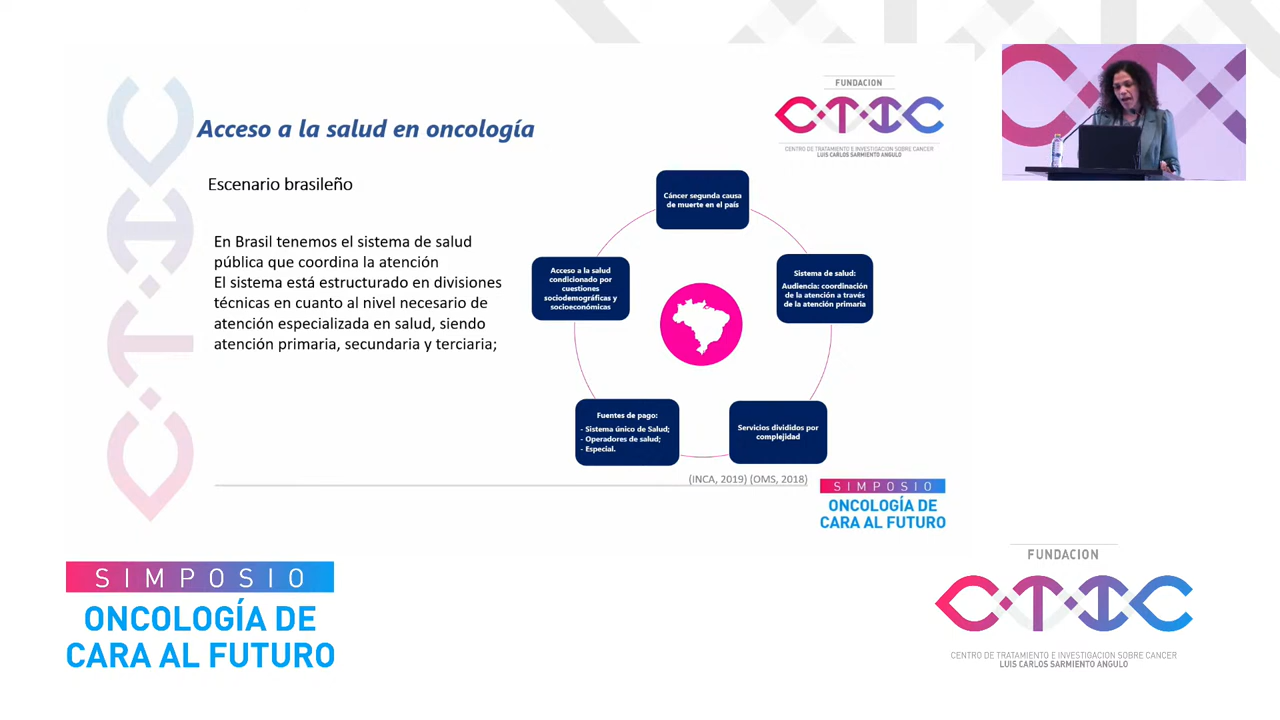 Acceso a la salud en oncología
FUNDACION
CTIC
CENTRO DE TRATAMIENTO E INVESTIGACION SOBRE CANCER
LUIS CARLOS SARMIENTO ANGULO
CTIC
Escenario brasileño
En Brasil tenemos el sistema de salud
pública que coordina la atención
El sistema está estructurado en divisiones
técnicas en cuanto al nivel necesario de
atención especializada en salud, siendo
atención primaria, secundaria y terciaria;
Cáncer segunda causa
de muerte en el país
Sistema de salud:
Audiencia: coordinación
de la atención a través
de la atención primaria
Servicios divididos por
complejidad
Fuentes de pago:
- Sistema único de Salud;
- Operadores de salud;
- Especial.
Acceso a la salud
condicionado por
cuestiones
sociodemográficas y
socioeconómicas
(INCA, 2019) (OMS, 2018)
SIMPOSIO
ONCOLOGÍA DE
CARA AL FUTURO
SIMPOSIO
ONCOLOGÍA DE
CARA AL FUTURO
FUNDACION
CTIC
CENTRO DE TRATAMIENTO E INVESTIGACION SOBRE CANCER
LUIS CARLOS SARMIENTO ANGULO